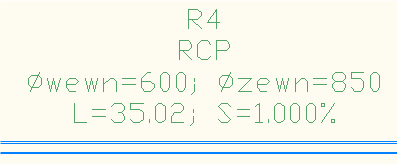 R4
RCP
Øwewn=600; Øzewn=850
L=35.02; S=1.000%